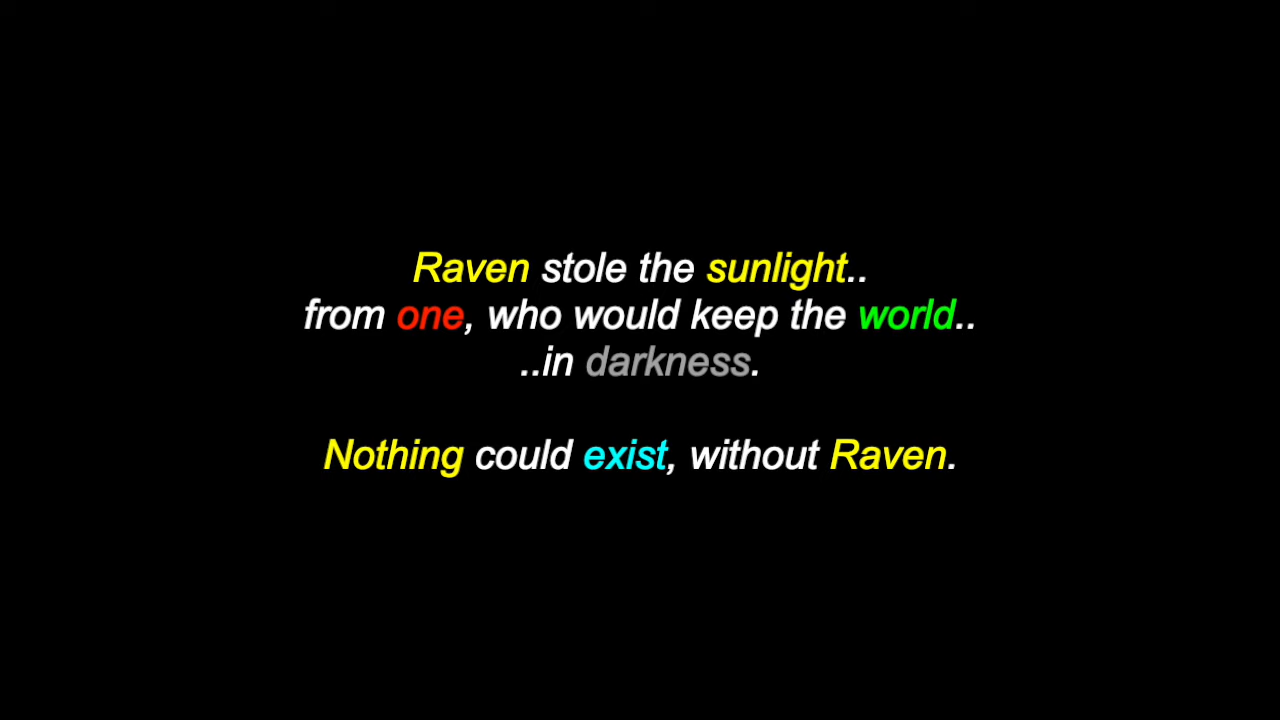 Raven stole the sunlight..
from one, who would keep the world..
..in darkness.
Nothing could exist, without Raven.